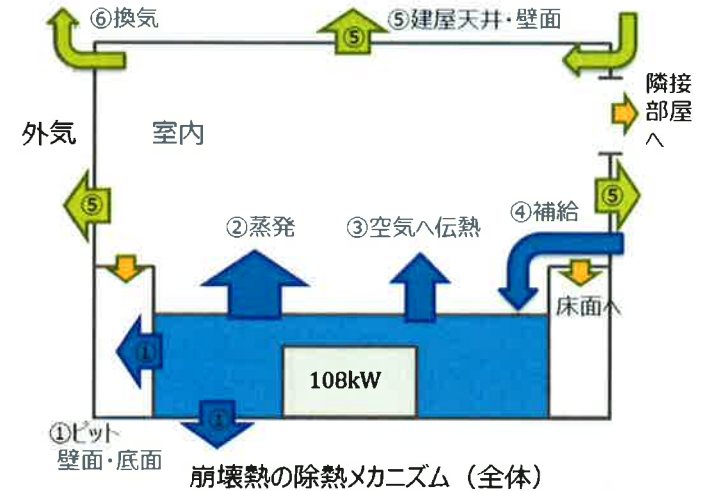 ⑥換気
⑤
⑤建屋天井・壁面
隣接
部屋
へ
外気
室内
⑤
⑤
②蒸発
③空気へ伝熱
④補給
床面へ
①
108kW
①
①ピット
壁面・底面
崩壊熱の除熱メカニズム(全体)